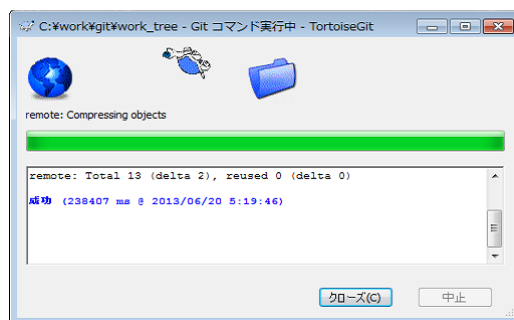 C:¥work¥git¥work_tree - Git コマンド実行中 - TortoiseGit
remote: Compressing objects
remote: Total 13 (delta 2), reused 0 (delta 0)
成功 (238407 ms @ 2013/06/20 5:19:46)
クローズ(C)
中止